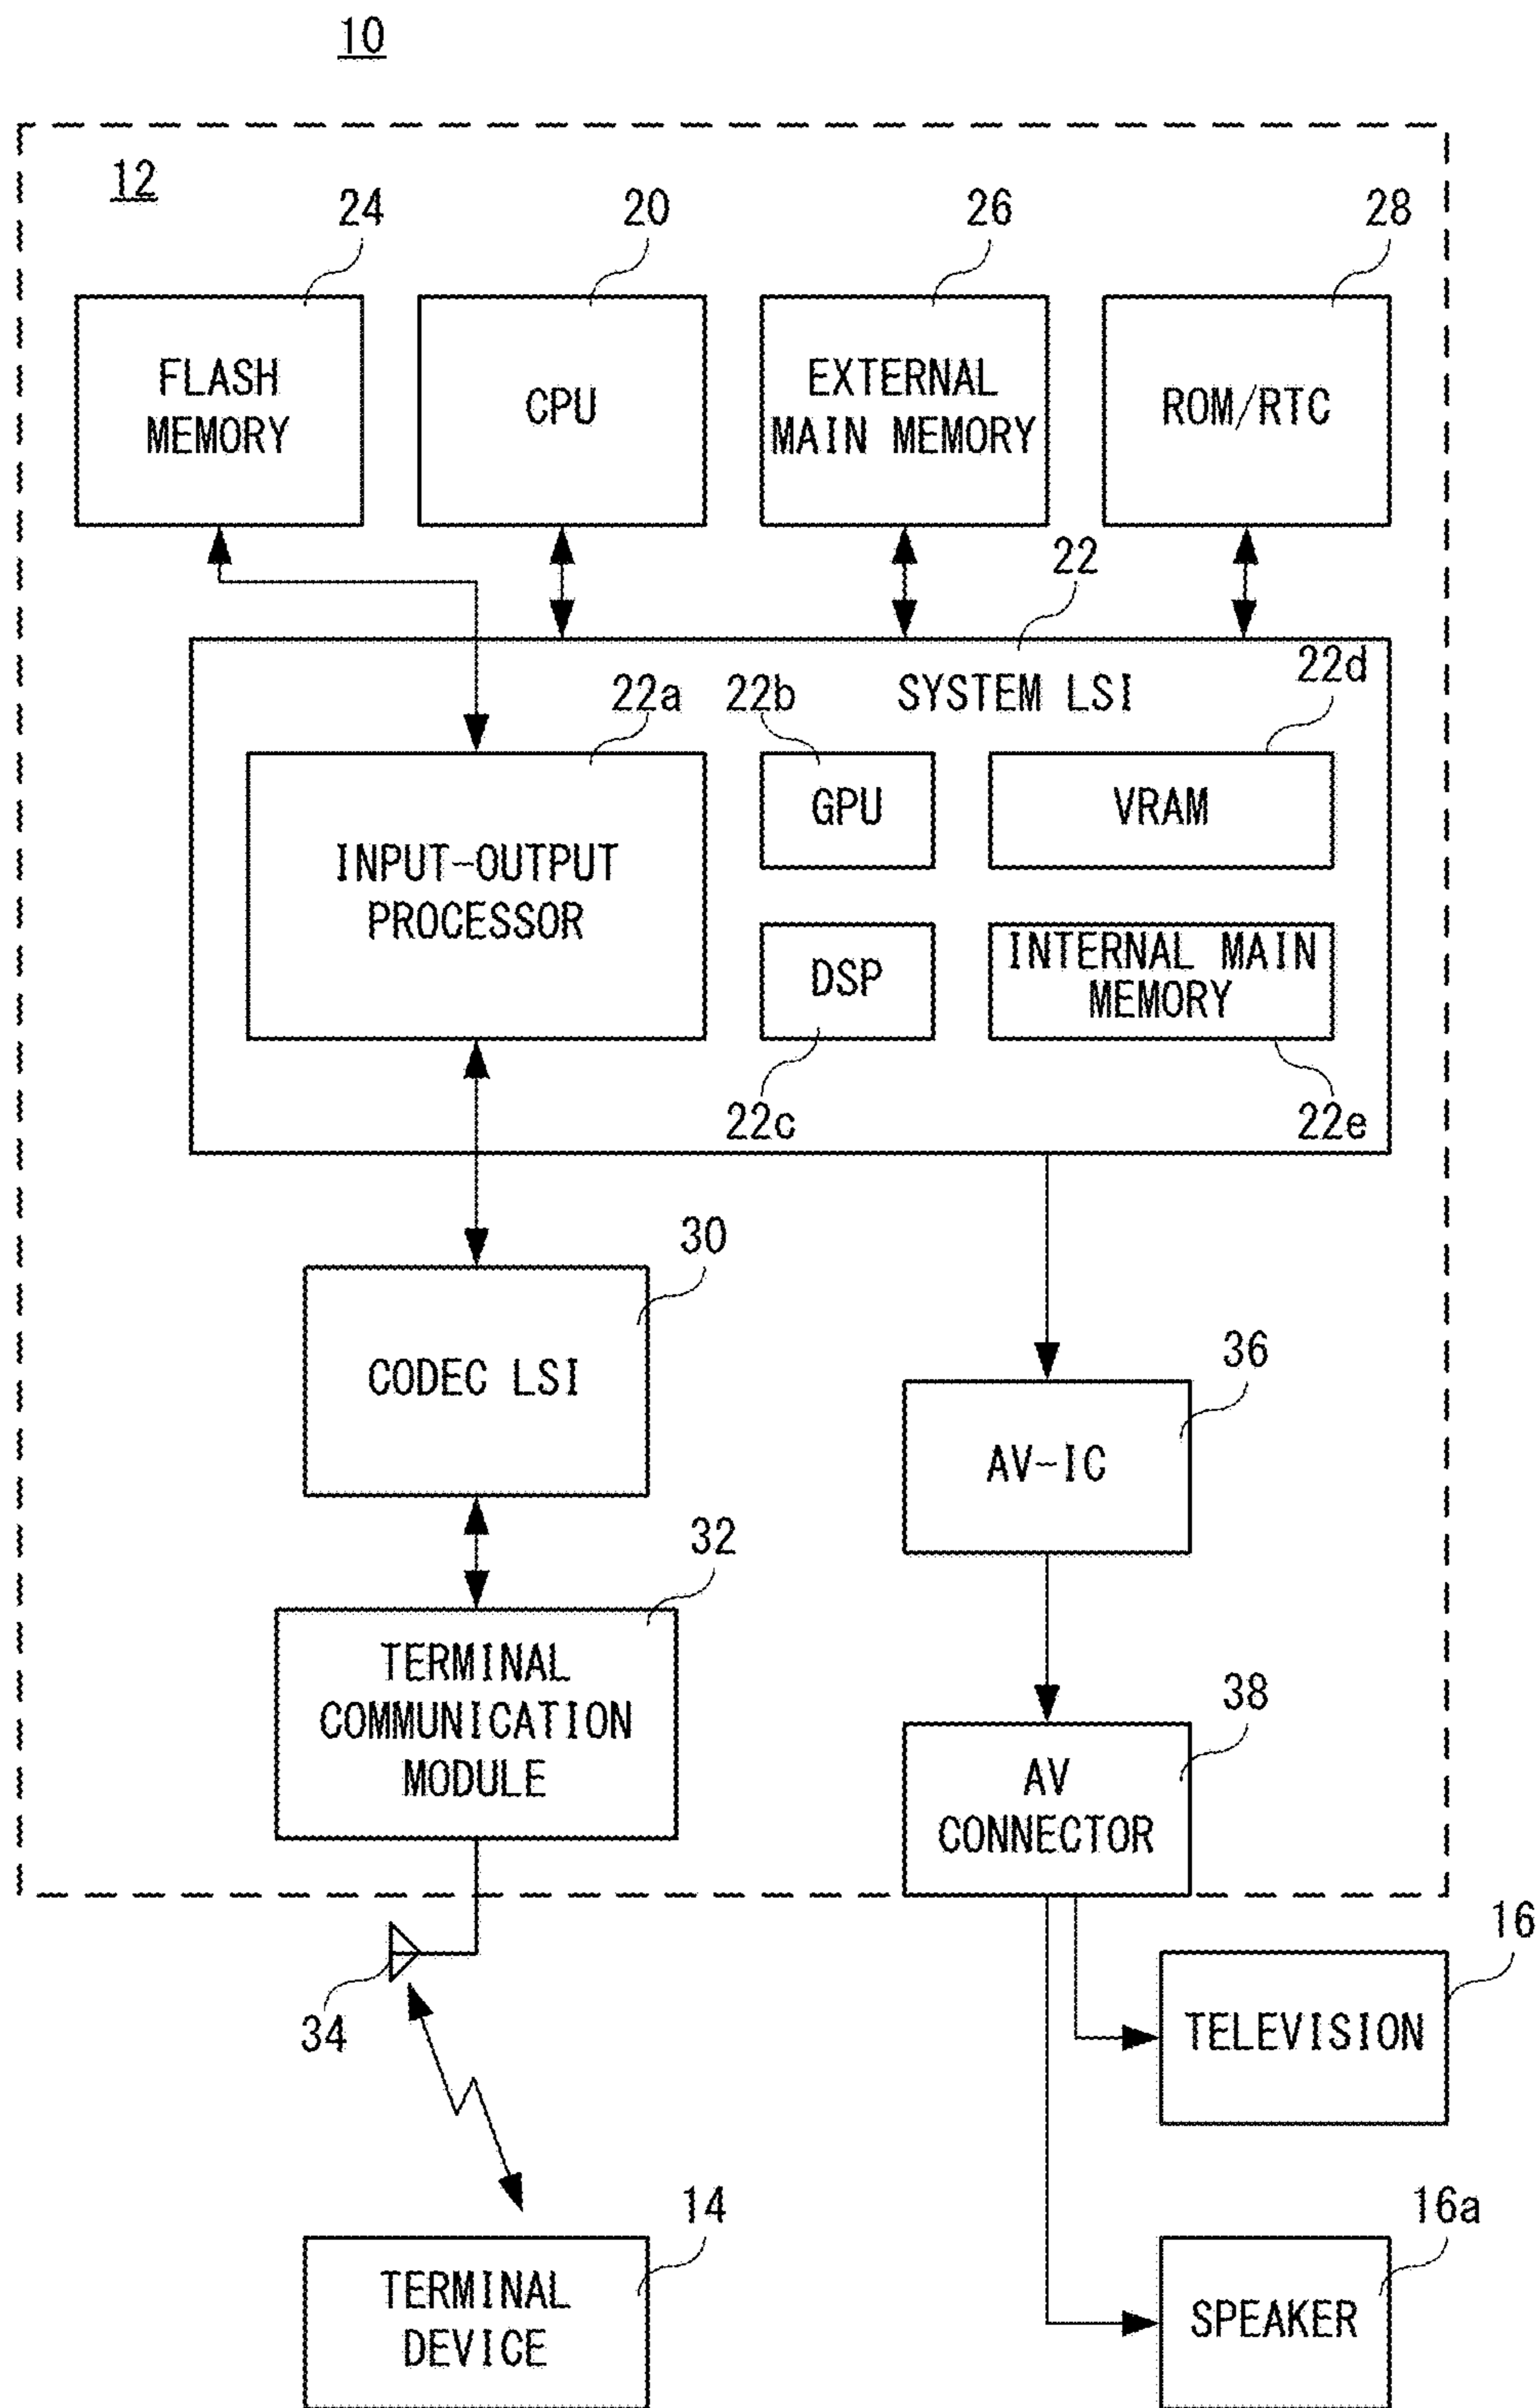 10
12
24
20
26
28
FLASH
MEMORY
CPU
EXTERNAL
MAIN MEMORY
ROM/RTC
22
SYSTEM LSI
22a
22b
22d
INPUT-OUTPUT
PROCESSOR
GPU
VRAM
DSP
INTERNAL MAIN
MEMORY
22c
22e
30
CODEC LSI
36
AV-IC
32
TERMINAL
COMMUNICATION
MODULE
38
AV
CONNECTOR
34
16
TELEVISION
14
TERMINAL
DEVICE
16a
SPEAKER